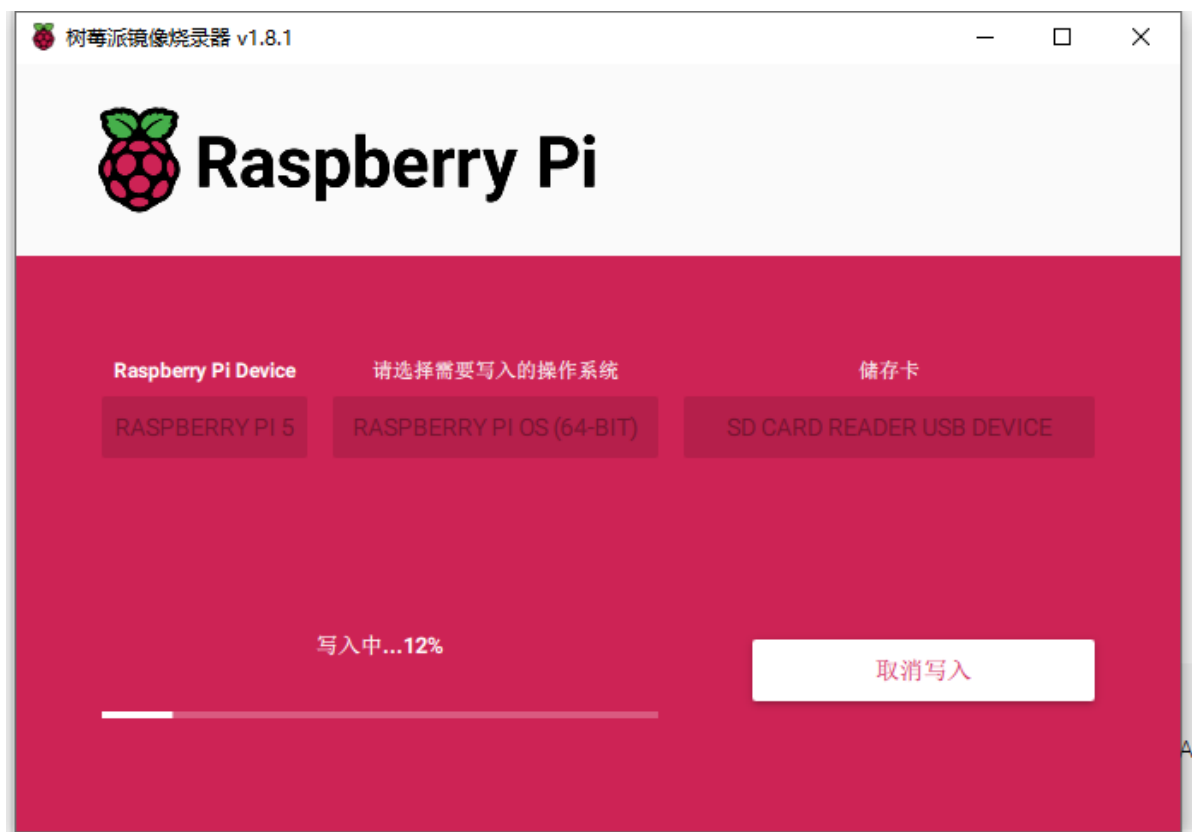 树莓派镜像烧录器 v1.8.1
Raspberry Pi
Raspberry Pi Device
请选择需要写入的操作系统
储存卡
RASPBERRY PI 5
RASPBERRY PI OS (64-BIT)
SD CARD READER USB DEVICE
写入中...12%
取消写入
A